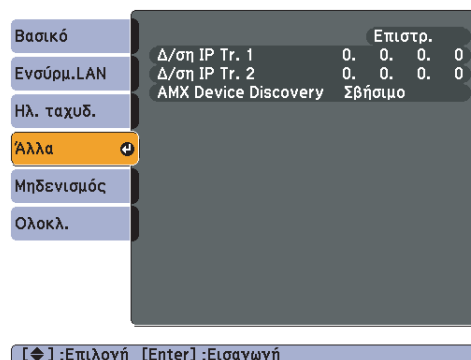 Βασικό
Ενσύρμ.LAN
Ηλ. ταχυδ.
Άλλα
Μηδενισμός
Ολοκλ.
Επιστρ.
Δ/ση IP Tr. 1 0. 0. 0. 0
Δ/ση IP Tr. 2 0. 0. 0. 0
AMX Device Discovery Σβήσιμο
[◆] :Επιλογή [Enter] :Εισαγωγή